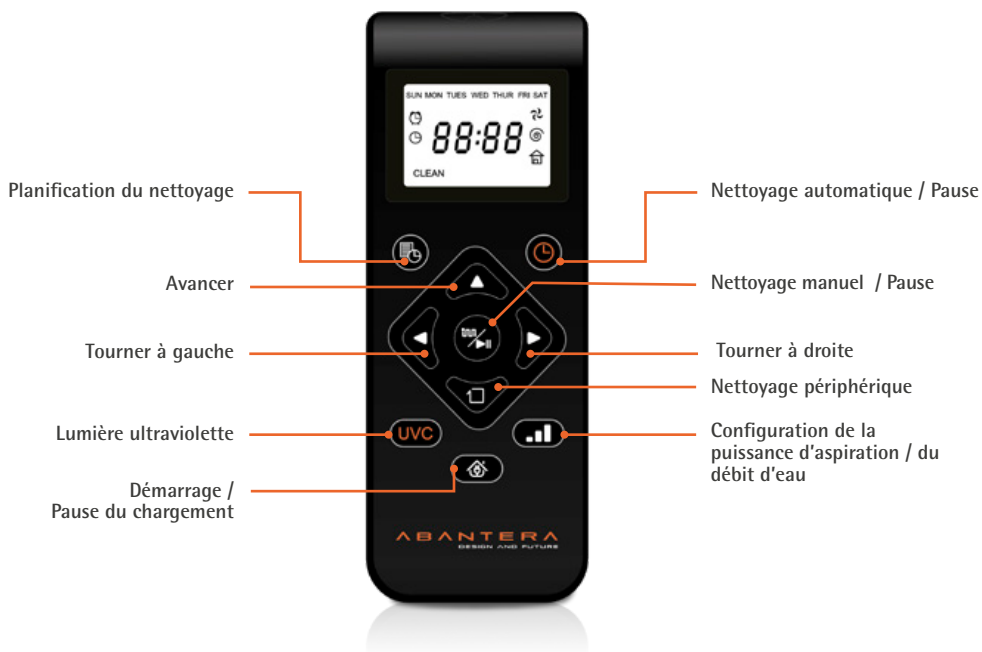 SUN MON TUES WED THUR FRI SAT
88:88
CLEAN
Planification du nettoyage
Nettoyage automatique / Pause
Avancer
Nettoyage manuel / Pause
Tourner à gauche
Tourner à droite
Nettoyage périphérique
Lumière ultraviolette
UVC
Configuration de la
puissance d'aspiration / du
débit d'eau
Démarrage /
Pause du chargement
ABANTERA
DESIGN AND FUTURE